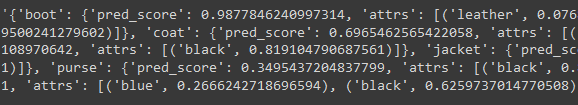 '{'boot': {'pred_score': 0.9877846240997314, 'attrs': [('leather', 0.076
9500241279602)]}, 'coat': {'pred_score': 0.6965462565422058, 'attrs': [(
108970642, 'attrs': [('black', 0.819104790687561)]}, 'jacket': {'pred_sc
1)]}, 'purse': {'pred_score': 0.3495437204837799, 'attrs': [('black', 0.
1, 'attrs': [('blue', 0.2666242718696594), ('black', 0.6259737014770508)